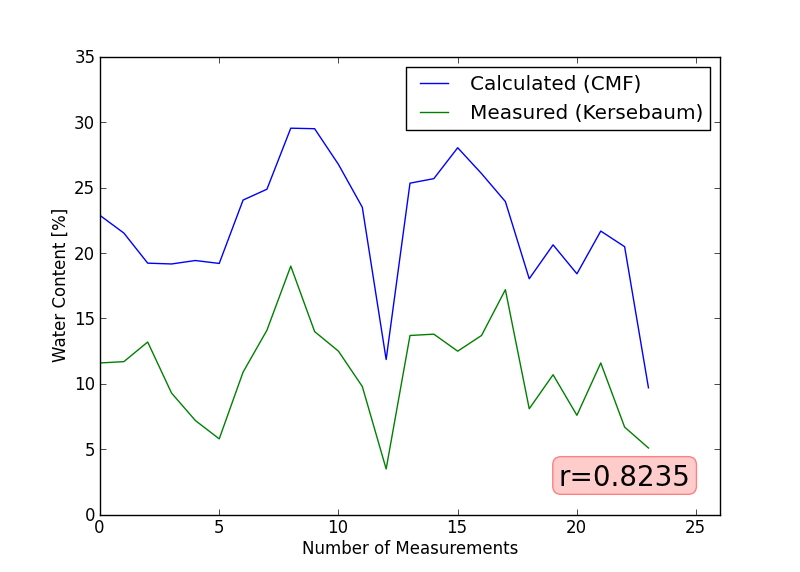 35
30
25
20
15
10
5
0
Water Content [%]
Calculated (CMF)
Measured (Kersebaum)
r=0.8235
0 5 10 15 20 25
Number of Measurements